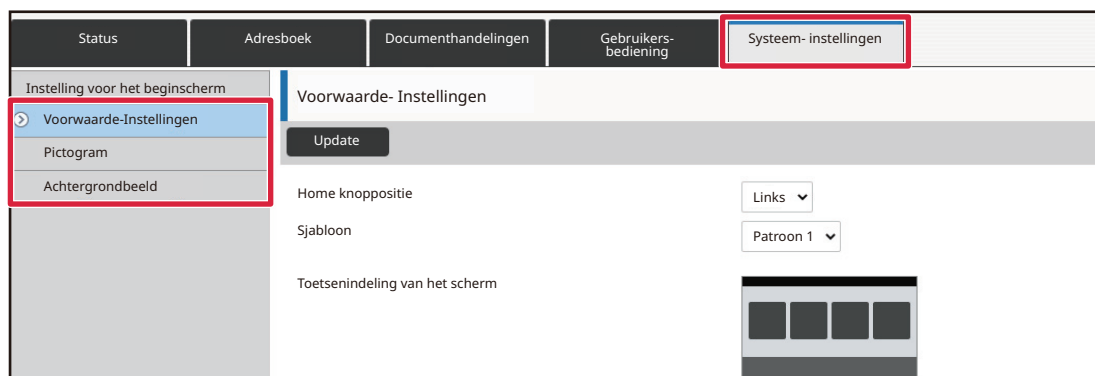 Status
Adresboek
Documenthandelingen
Gebruikers-
bediening
Systeem- instellingen
Instelling voor het beginscherm
Voorwaarde-Instellingen
Pictogram
Achtergrondbeeld
Voorwaarde- Instellingen
Update
Home knoppositie
Links
Sjabloon
Patroon 1
Toetsenindeling van het scherm